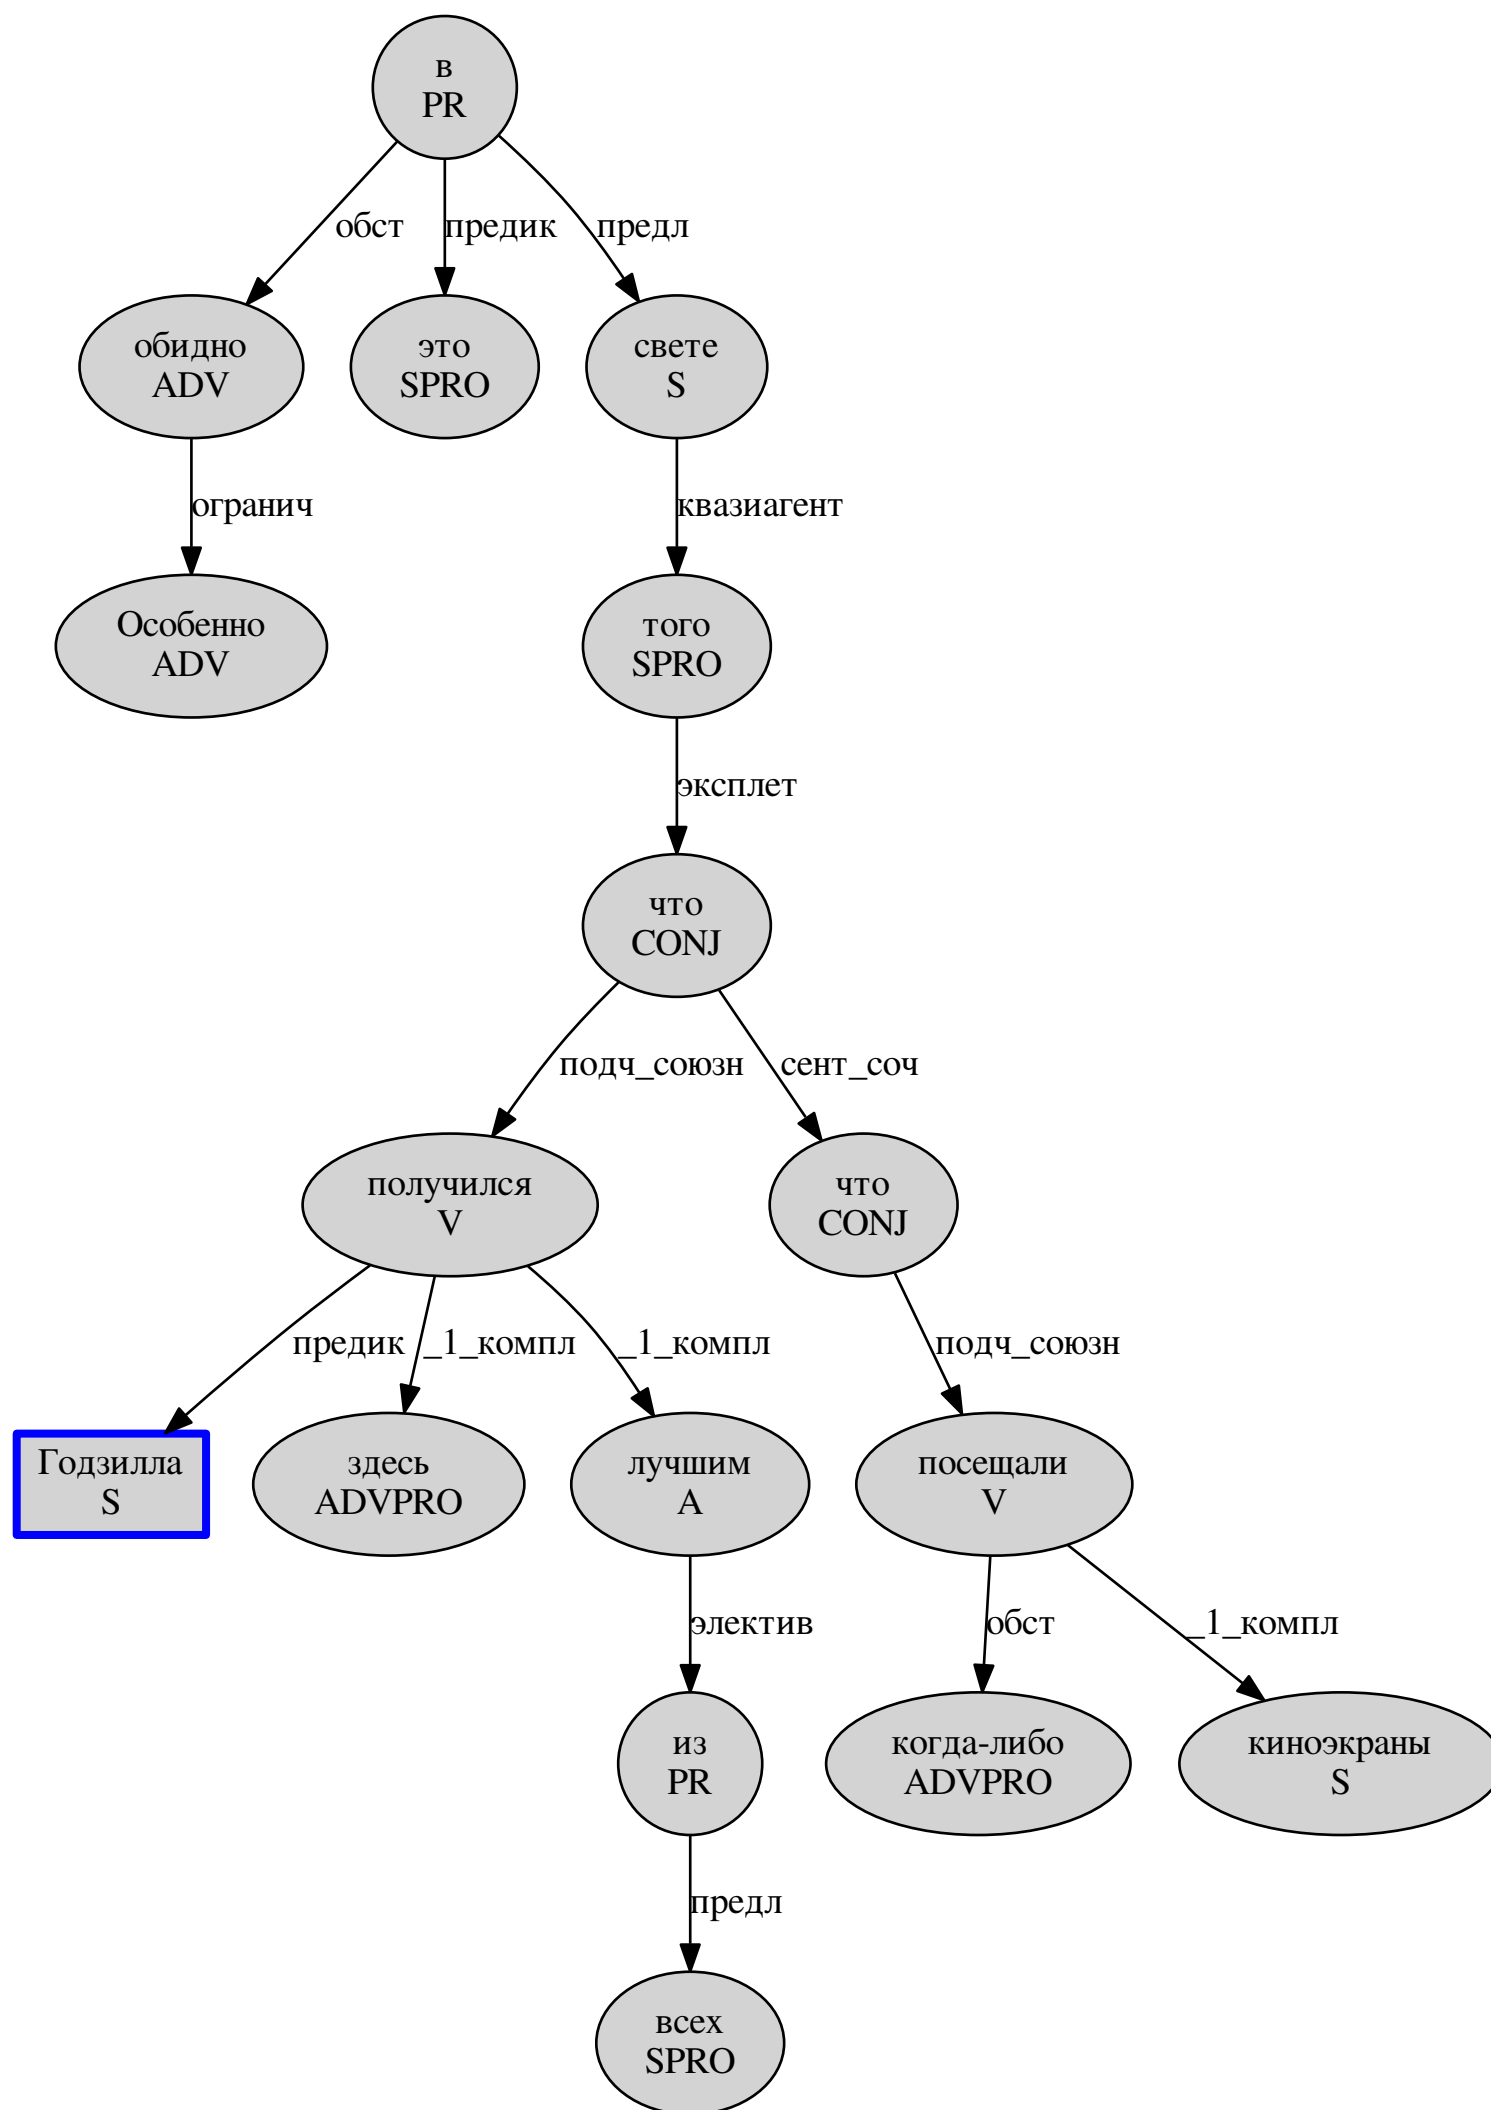 в
PR
обст
предик
предл
обидно
ADV
это
SPRO
свете
S
огранич
квазиагент
Особенно
ADV
того
SPRO
эксплет
что
CONJ
подч_союзн
сент_соч
получился
V
что
CONJ
предик
_1_компл
_1_компл
подч_союзн
Годзилла
S
здесь
ADVPRO
лучшим
A
посещали
V
электив
обст
_1_компл
из
PR
когда-либо
ADVPRO
киноэкраны
S
предл
всех
SPRO